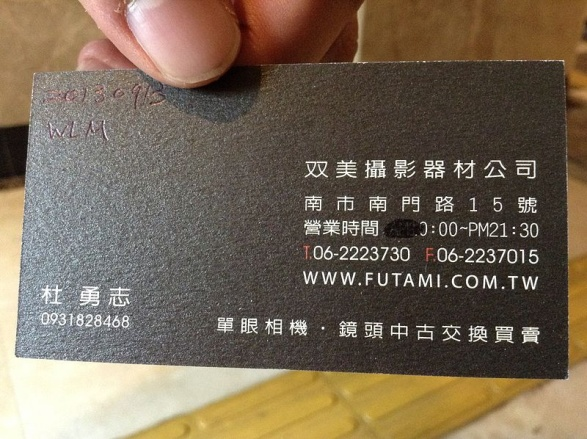 20130913
WLM
双美攝影器材公司
南市南門路15號
營業時間 0:00~PM21:30
T.06-2223730 F.06-2237015
WWW.FUTAMI.COM.TW
杜勇志
0931828468
單眼相機·鏡頭中古交換買賣